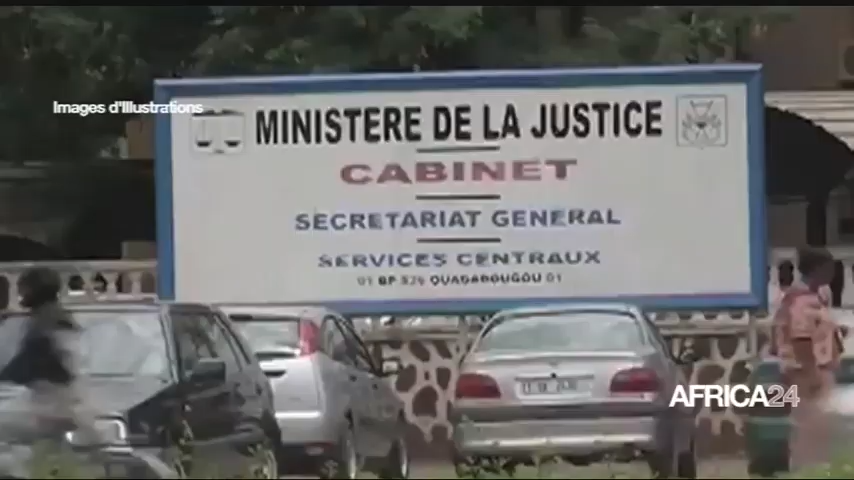 Images d'Illustrations
MINISTERE DE LA JUSTICE
CABINET
SECRETARIAT GENERAL
SERVICES CENTRAUX
01 BP 526 OUAGADOUGOU 01
AFRICA24